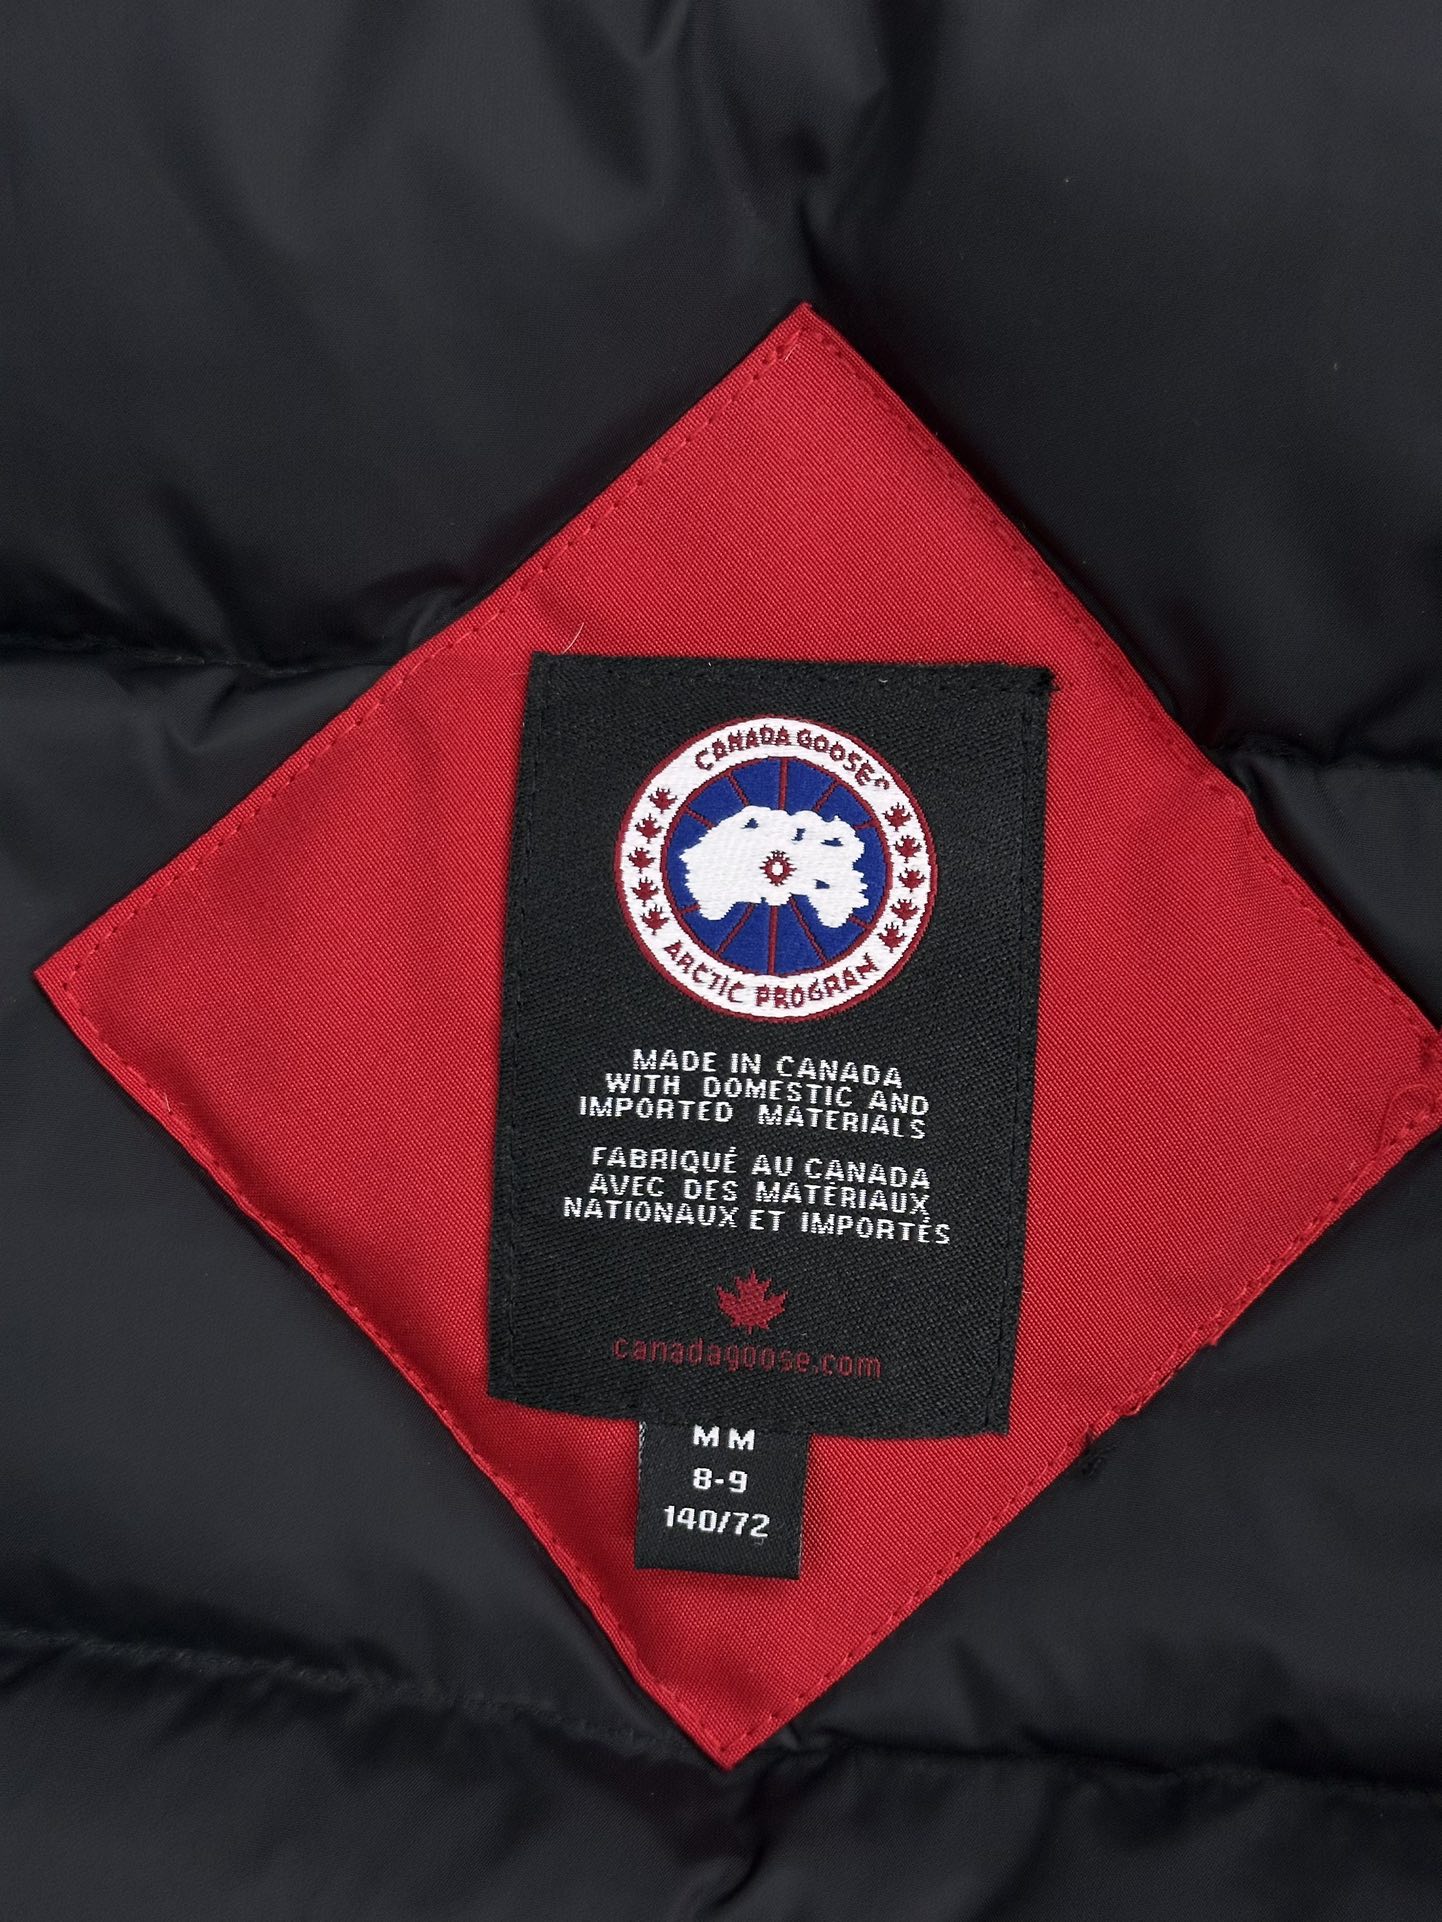 CANADA GOOSE
ARCTIC PROGRAM
MADE IN CANADA
WITH DOMESTIC AND
IMPORTED MATERIALS
FABRIQUÉ AU CANADA
AVEC DES MATÉRIAUX
NATIONAUX ET IMPORTÉS
canadagoose.com
MM
8-9
140/72